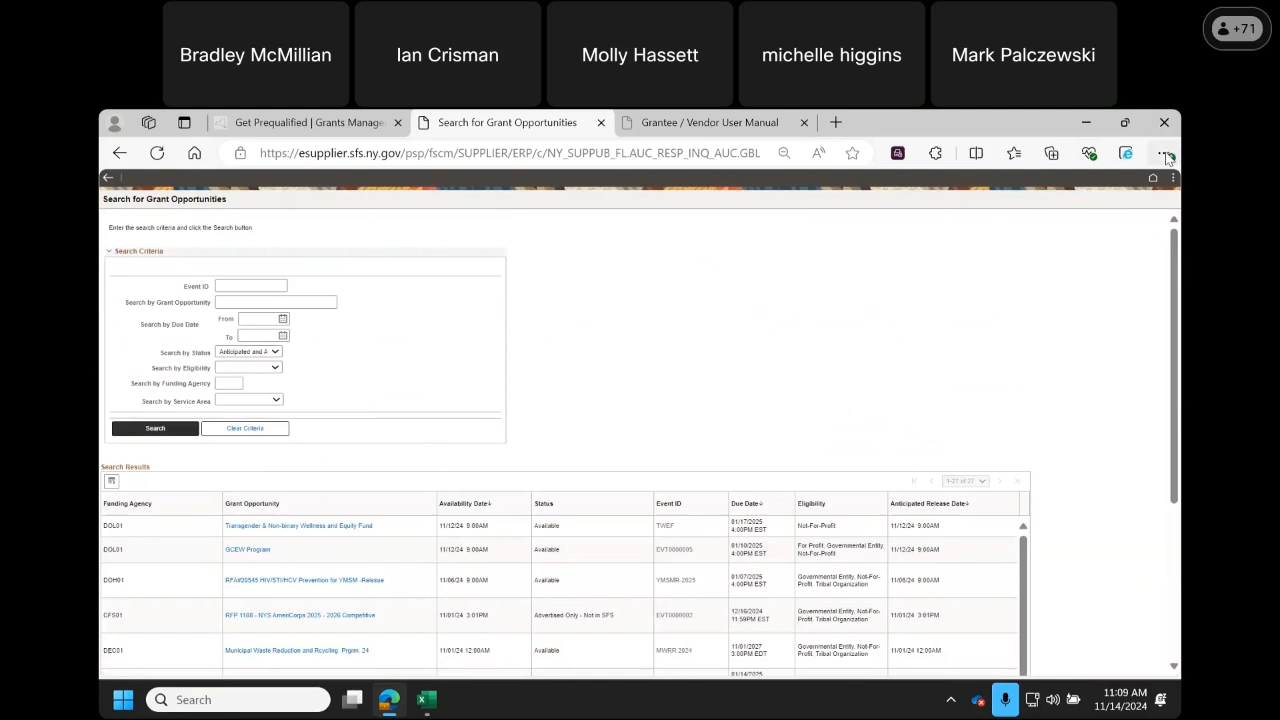 Bradley McMillian
Ian Crisman
Molly Hassett
michelle higgins
Mark Palczewski
+71
Get Prequalified | Grants Manage
Search for Grant Opportunities
Grantee / Vendor User Manual
https://esupplier.sfs.ny.gov/psp/fscm/SUPPLIER/ERP/c/NY_SUPPUB_FL.AUC_RESP_INQ_AUC.GBL
Search for Grant Opportunities
Enter the search criteria and click the Search button
Search Criteria
Event ID
Search by Grant Opportunity
Search by Due Date
From
To
Search by Status
Anticipated and A
Search by Eligibility
Search by Funding Agency
Search by Service Area
Search
Clear Criteria
Search Results
1-27 of 27
Funding Agency Grant Opportunity Availability Date Status Event ID Due Date Eligibility Anticipated Release Date
DOL01 Transgender & Non-binary Wellness and Equity Fund 11/12/24 9:00AM Available TWEF 01/17/2025 4:00PM EST Not-For-Profit 11/12/24 9:00AM
DOL01 GCEW Program 11/12/24 9:00AM Available EVT0000005 01/10/2025 4:00PM EST For Profit, Governmental Entity, Not-For-Profit 11/12/24 9:00AM
DOH01 RFA#20545 HIV/STI/HCV Prevention for YMSM -Reissue 11/06/24 9:00AM Available YMSMR-2025 01/07/2025 4:00PM EST Governmental Entity, Not-For-Profit, Tribal Organization 11/06/24 9:00AM
CFS01 RFP 1168 - NYS AmeriCorps 2025 - 2026 Competitive 11/01/24 3:01PM Advertised Only - Not in SFS EVT0000002 12/16/2024 11:59PM EST Governmental Entity, Not-For-Profit, Tribal Organization 11/01/24 3:01PM
DEC01 Municipal Waste Reduction and Rcycling. Prgrm. 24 11/01/24 12:00AM Available MWRR 2024 11/01/2027 3:00PM EDT Governmental Entity, Not-For-Profit, Tribal Organization 11/01/24 12:00AM
01/14/2025
Search
11:09 AM
11/14/2024